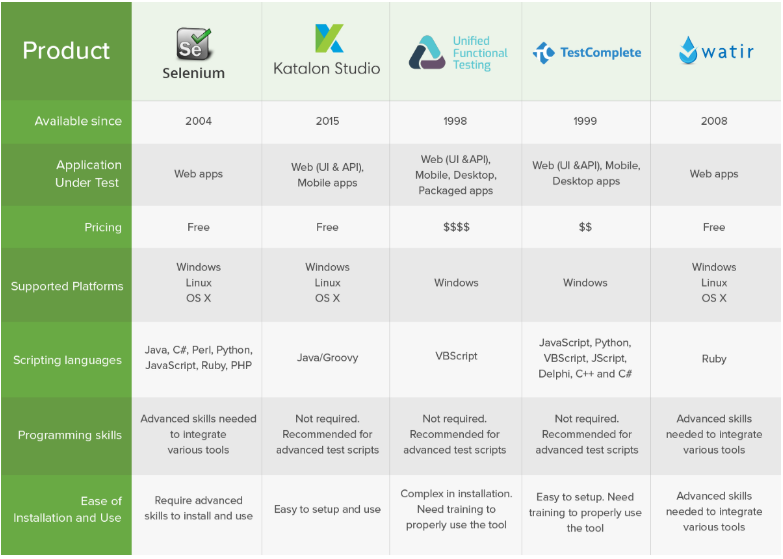 Product
Se
Selenium
Katalon Studio
Unified
Functional
Testing
TestComplete
watir
Available since
2004
2015
1998
1999
2008
Application
Under Test
Web apps
Web (UI & API),
Mobile apps
Web (UI &API),
Mobile, Desktop,
Packaged apps
Web (UI &API), Mobile,
Desktop apps
Web apps
Pricing
Free
Free
$$$$
$$
Free
Supported Platforms
Windows
Linux
OS X
Windows
Linux
OS X
Windows
Windows
Windows
Linux
OS X
Scripting languages
Java, C#, Perl, Python,
JavaScript, Ruby, PHP
Java/Groovy
VBScript
JavaScript, Python,
VBScript, JScript,
Delphi, C++ and C#
Ruby
Programming skills
Advanced skills needed
to integrate
various tools
Not required.
Recommended for
advanced test scripts
Not required.
Recommended for
advanced test scripts
Not required.
Recommended for
advanced test scripts
Advanced skills
needed to integrate
various tools
Ease of
Installation and Use
Require advanced
skills to install and use
Easy to setup and use
Complex in installation.
Need training to
properly use the tool
Easy to setup. Need
training to properly use
the tool
Advanced skills
needed to integrate
various tools